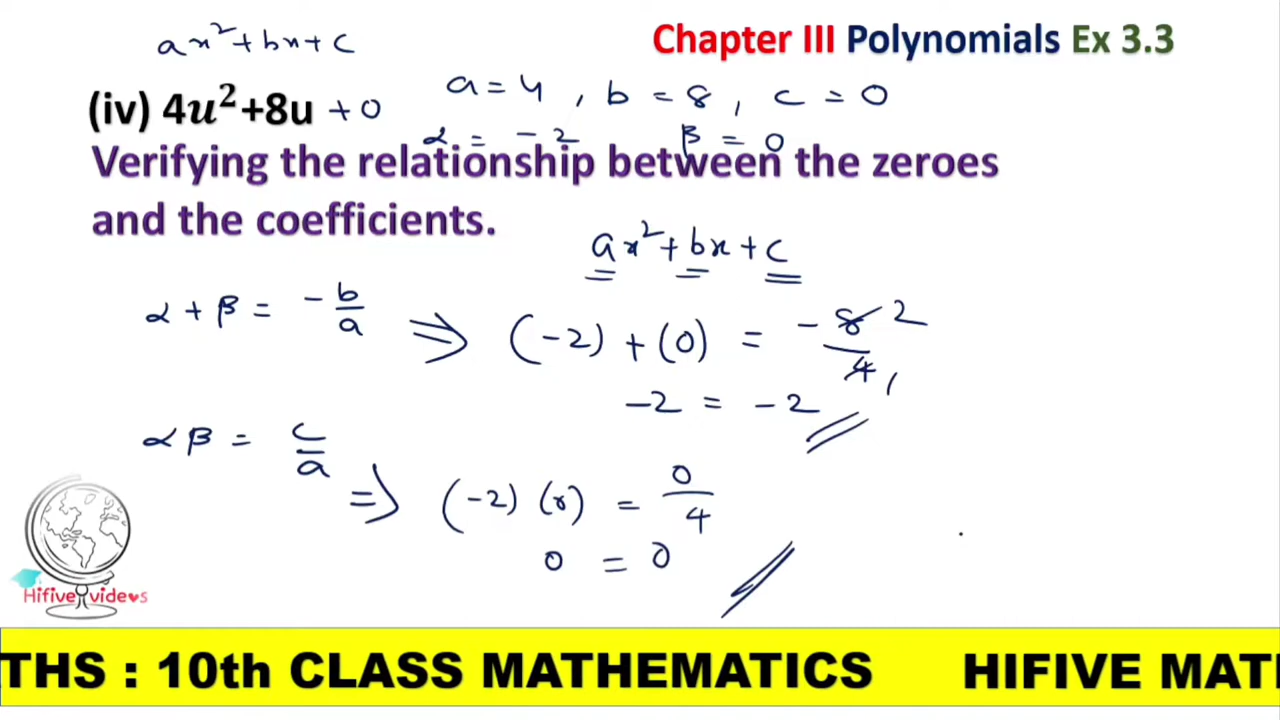 ax²+bx+c
Chapter III Polynomials Ex 3.3
(iv) 4u²+8u + 0
a = 4 , b = 8 , c = 0
α = -2 β = 0
Verifying the relationship between the zeroes
and the coefficients.
ax²+bx+c
α + β = -b/a ⇒ (-2) + (0) = -8/4 2 1
-2 = -2
αβ = c/a ⇒ (-2) (0) = 0/4
0 = 0
Hifive videos
THS : 10th CLASS MATHEMATICS HIFIVE MAT